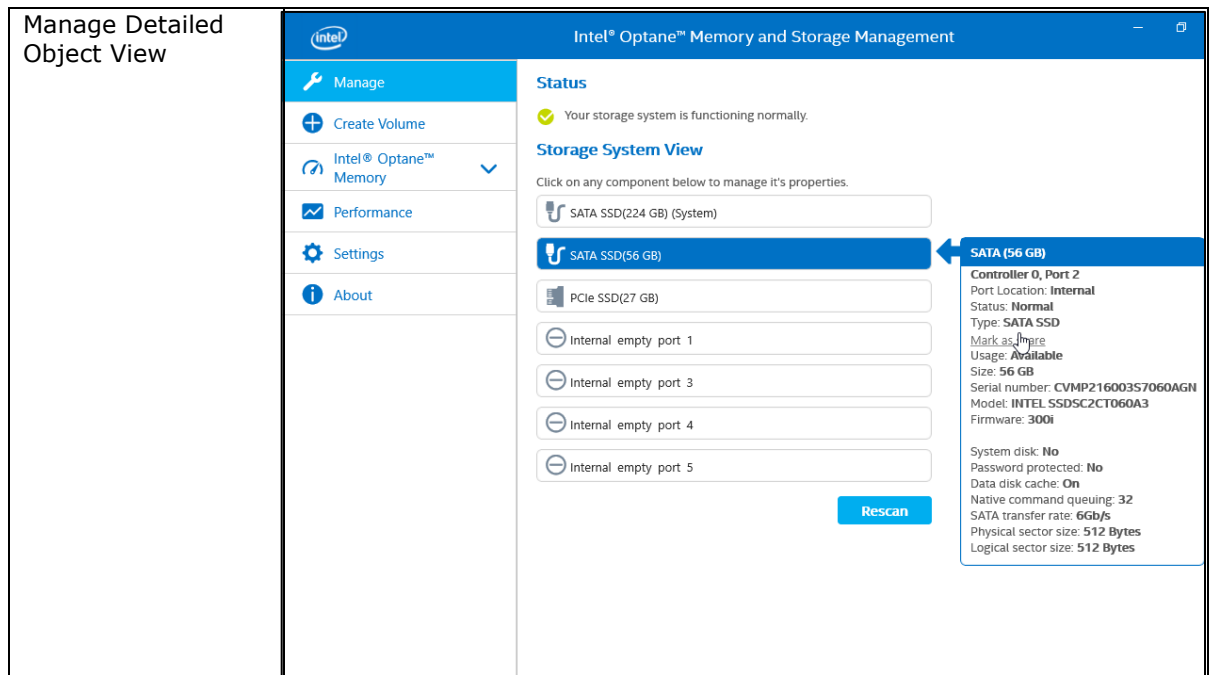 Manage Detailed
Object View
intel
Intel® Optane™ Memory and Storage Management
Manage
Create Volume
Intel® Optane™
Memory
Performance
Settings
About
Status
Your storage system is functioning normally.
Storage System View
Click on any component below to manage it's properties.
SATA SSD(224 GB) (System)
SATA SSD(56 GB)
PCIe SSD(27 GB)
Internal empty port 1
Internal empty port 3
Internal empty port 4
Internal empty port 5
Rescan
SATA (56 GB)
Controller 0, Port 2
Port Location: Internal
Status: Normal
Type: SATA SSD
Mark as
Usage: Available
Size: 56 GB
Serial number: CVMP216003S7060AGN
Model: INTEL SSDSC2CT060A3
Firmware: 300i
System disk: No
Password protected: No
Data disk cache: On
Native command queuing: 32
SATA transfer rate: 6Gb/s
Physical sector size: 512 Bytes
Logical sector size: 512 Bytes